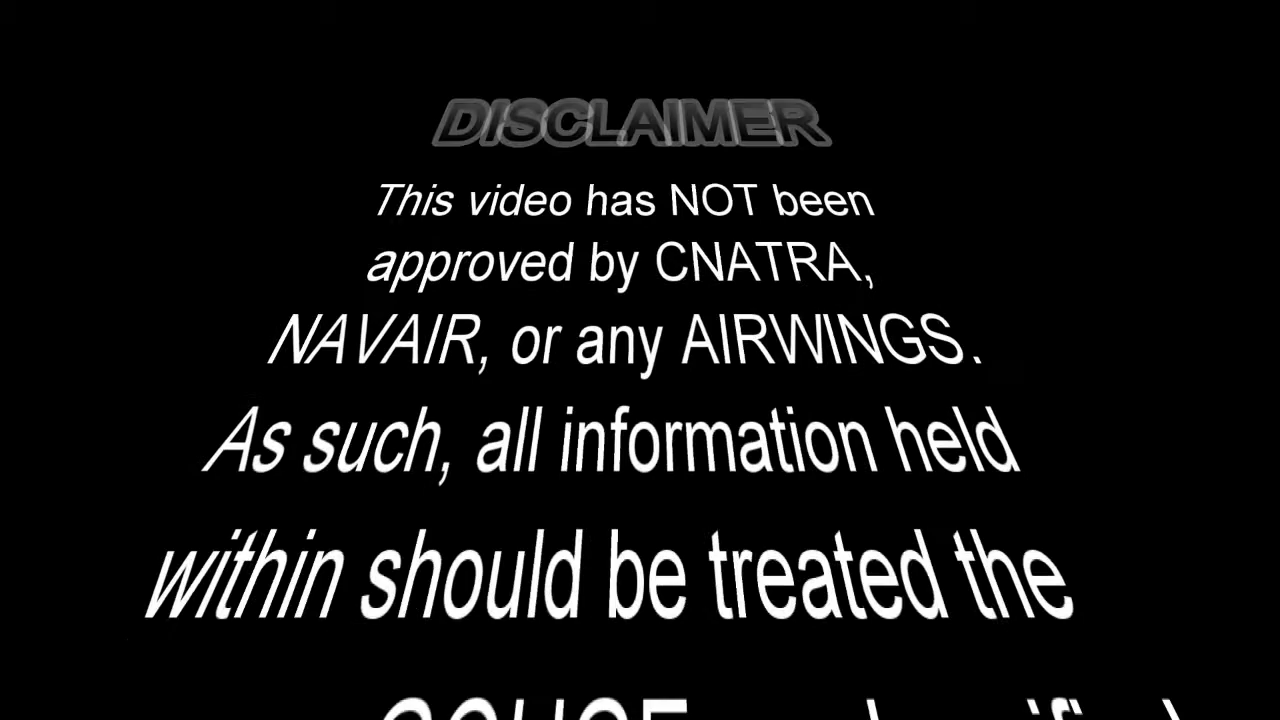 DISCLAIMER
This video has NOT been
approved by CNATRA,
NAVAIR, or any AIRWINGS.
As such, all information held
within should be treated the